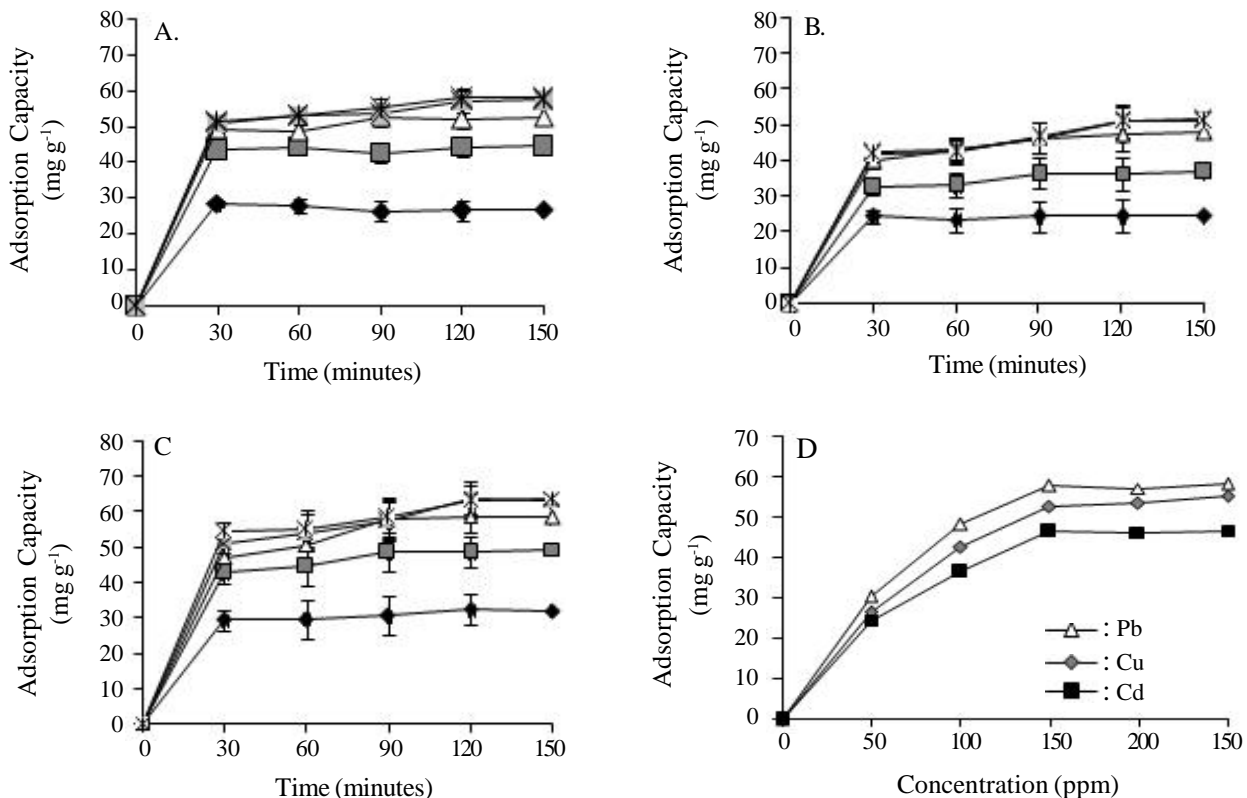 A.
Adsorption Capacity
(mg g-1)
80
70
60
50
40
30
20
10
0
0 30 60 90 120 150
Time (minutes)
B.
Adsorption Capacity
(mg g-1)
80
70
60
50
40
30
20
10
0
0 30 60 90 120 150
Time (minutes)
C
Adsorption Capacity
(mg g-1)
80
70
60
50
40
30
20
10
0
0 30 60 90 120 150
Time (minutes)
D
Adsorption Capacity
(mg g-1)
70
60
50
40
30
20
10
0
: Pb
: Cu
: Cd
0 50 100 150 200 150
Concentration (ppm)